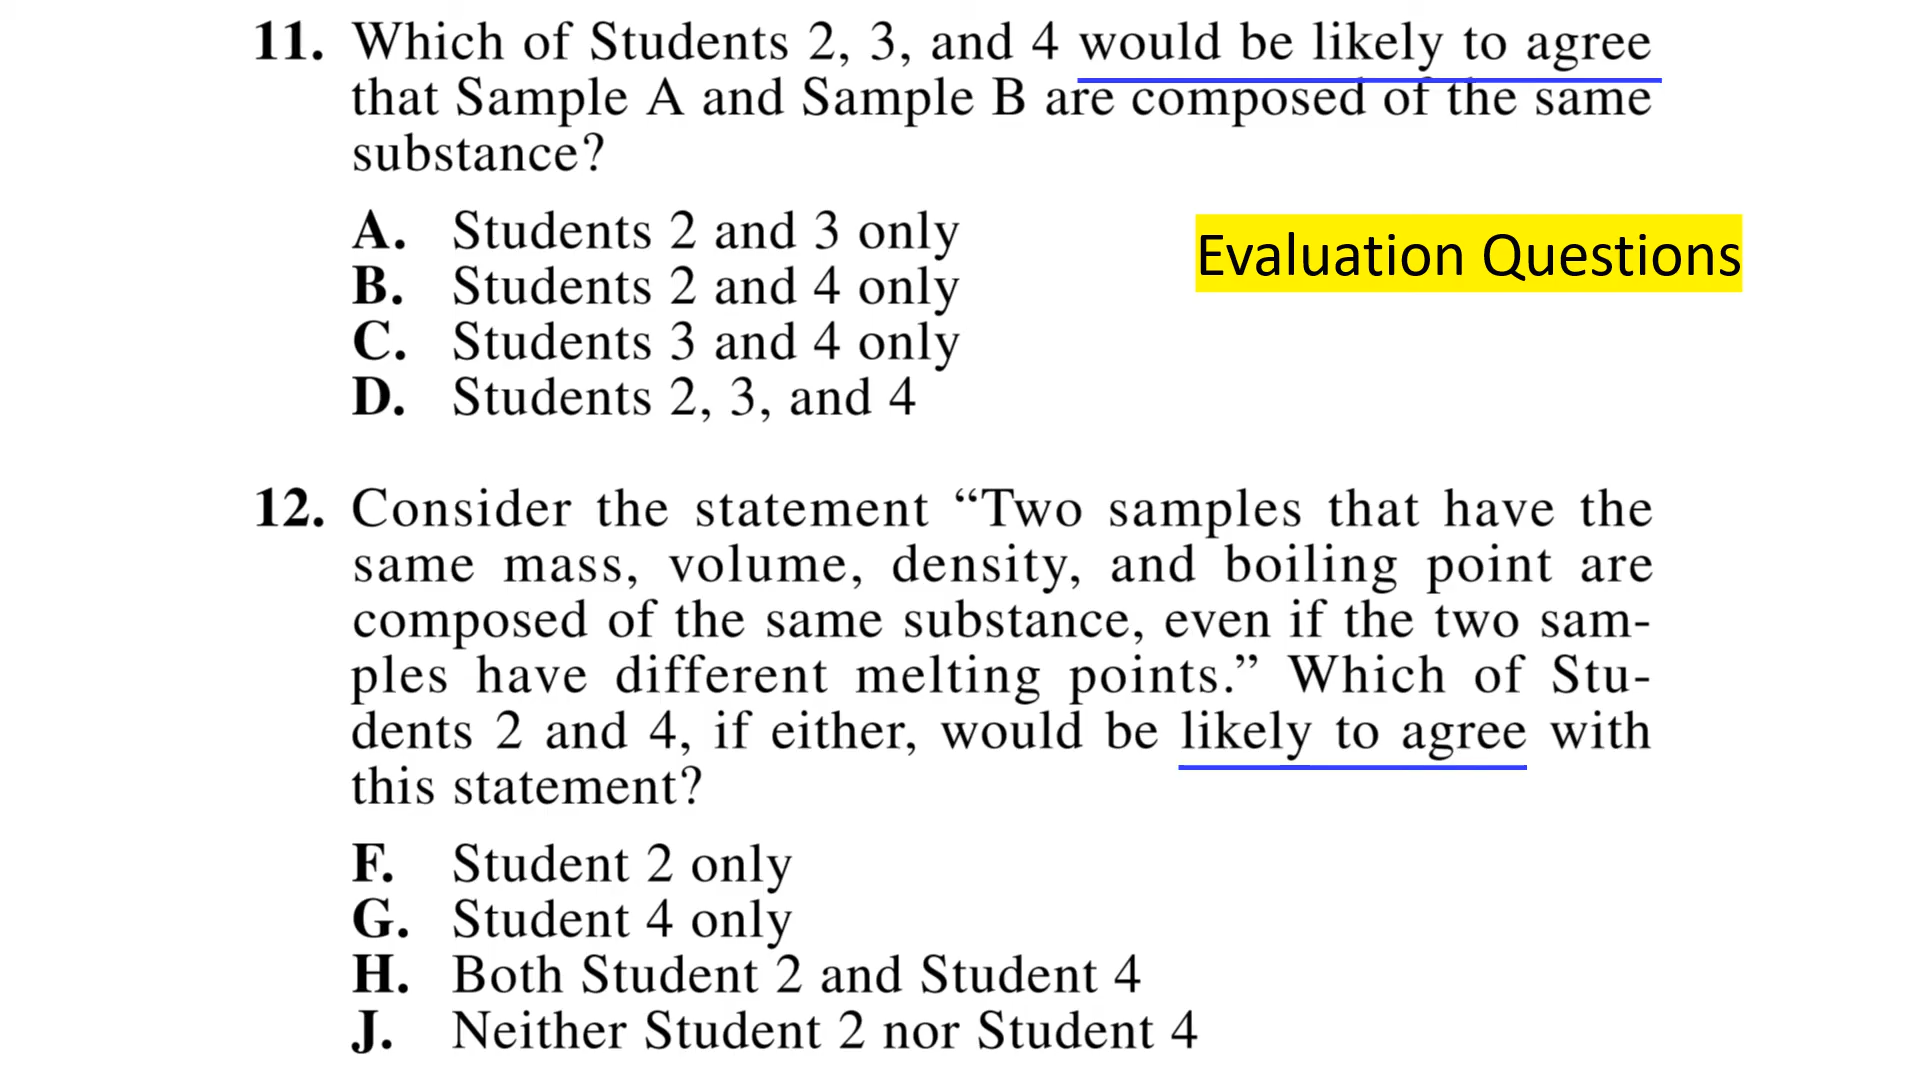 11. Which of Students 2, 3, and 4 would be likely to agree
that Sample A and Sample B are composed of the same
substance?
A. Students 2 and 3 only
B. Students 2 and 4 only
C. Students 3 and 4 only
D. Students 2, 3, and 4
Evaluation Questions
12. Consider the statement “Two samples that have the
same mass, volume, density, and boiling point are
composed of the same substance, even if the two sam-
ples have different melting points.” Which of Stu-
dents 2 and 4, if either, would be likely to agree with
this statement?
F. Student 2 only
G. Student 4 only
H. Both Student 2 and Student 4
J. Neither Student 2 nor Student 4